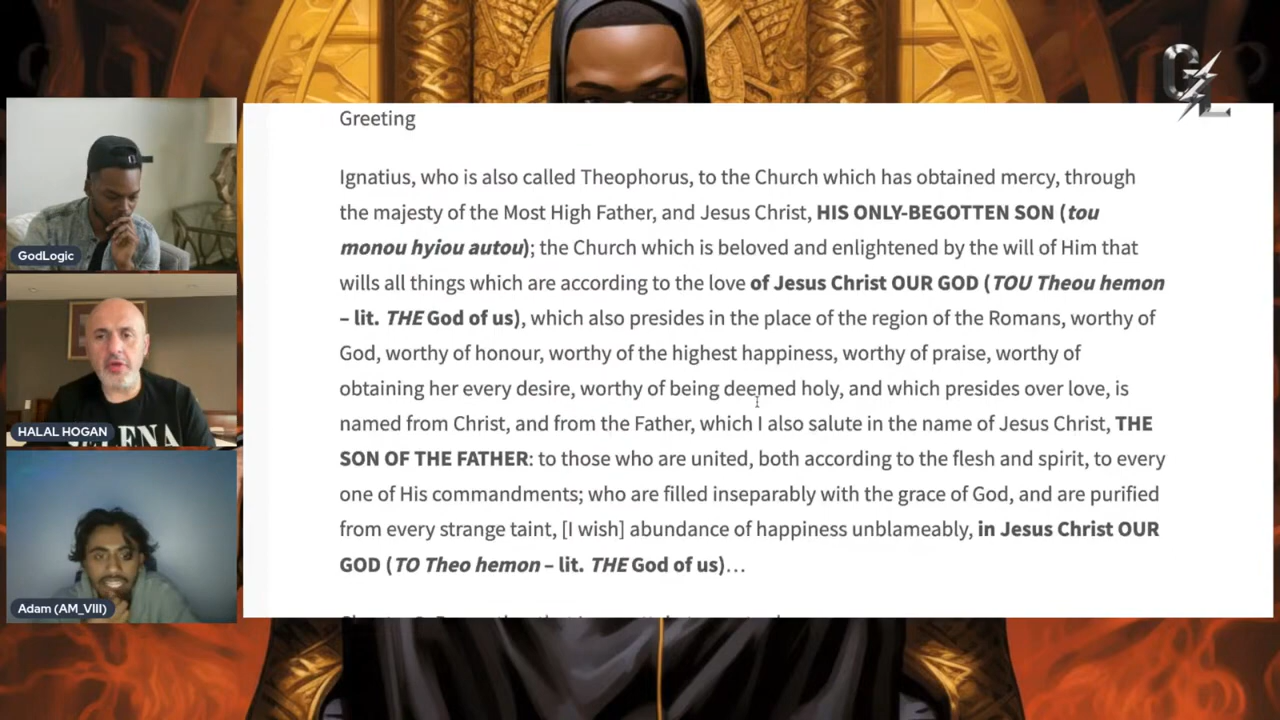 Greeting
Ignatius, who is also called Theophorus, to the Church which has obtained mercy, through
the majesty of the Most High Father, and Jesus Christ, HIS ONLY-BEGOTTEN SON (tou
monou hyiou autou); the Church which is beloved and enlightened by the will of Him that
wills all things which are according to the love of Jesus Christ OUR GOD (TOU Theou hemon
– lit. THE God of us), which also presides in the place of the region of the Romans, worthy of
God, worthy of honour, worthy of the highest happiness, worthy of praise, worthy of
obtaining her every desire, worthy of being deemed holy, and which presides over love, is
named from Christ, and from the Father, which I also salute in the name of Jesus Christ, THE
SON OF THE FATHER: to those who are united, both according to the flesh and spirit, to every
one of His commandments; who are filled inseparably with the grace of God, and are purified
from every strange taint, [I wish] abundance of happiness unblameably, in Jesus Christ OUR
GOD (TO Theo hemon – lit. THE God of us)…
GodLogic
HALAL HOGAN
Adam (AM_VIII)
GL